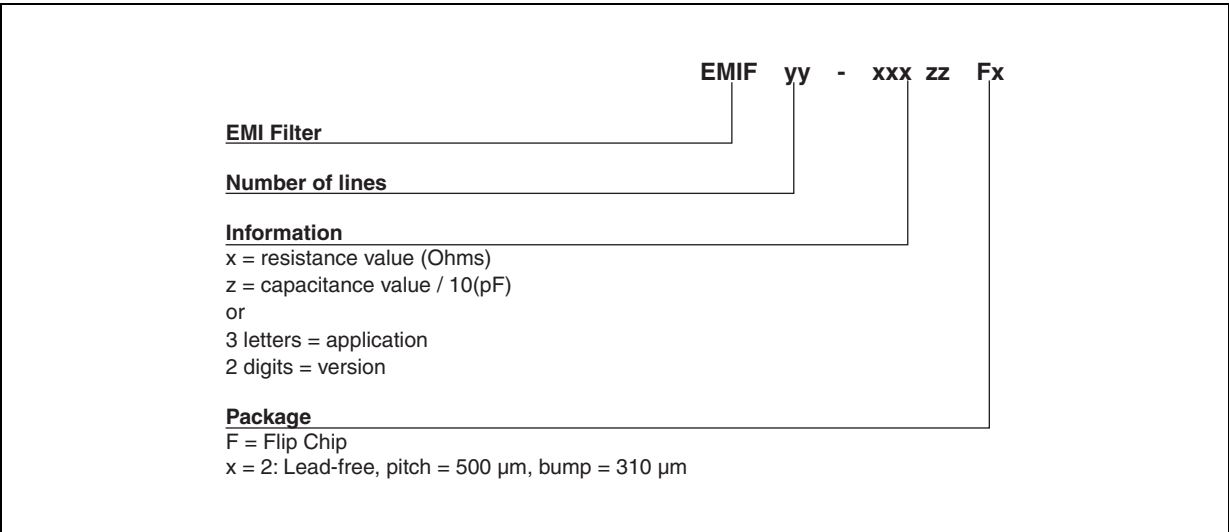 EMIF yy - xxx zz Fx
EMI Filter
Number of lines
Information
x = resistance value (Ohms)
z = capacitance value / 10(pF)
or
3 letters = application
2 digits = version
Package
F = Flip Chip
x = 2: Lead-free, pitch = 500 µm, bump = 310 µm